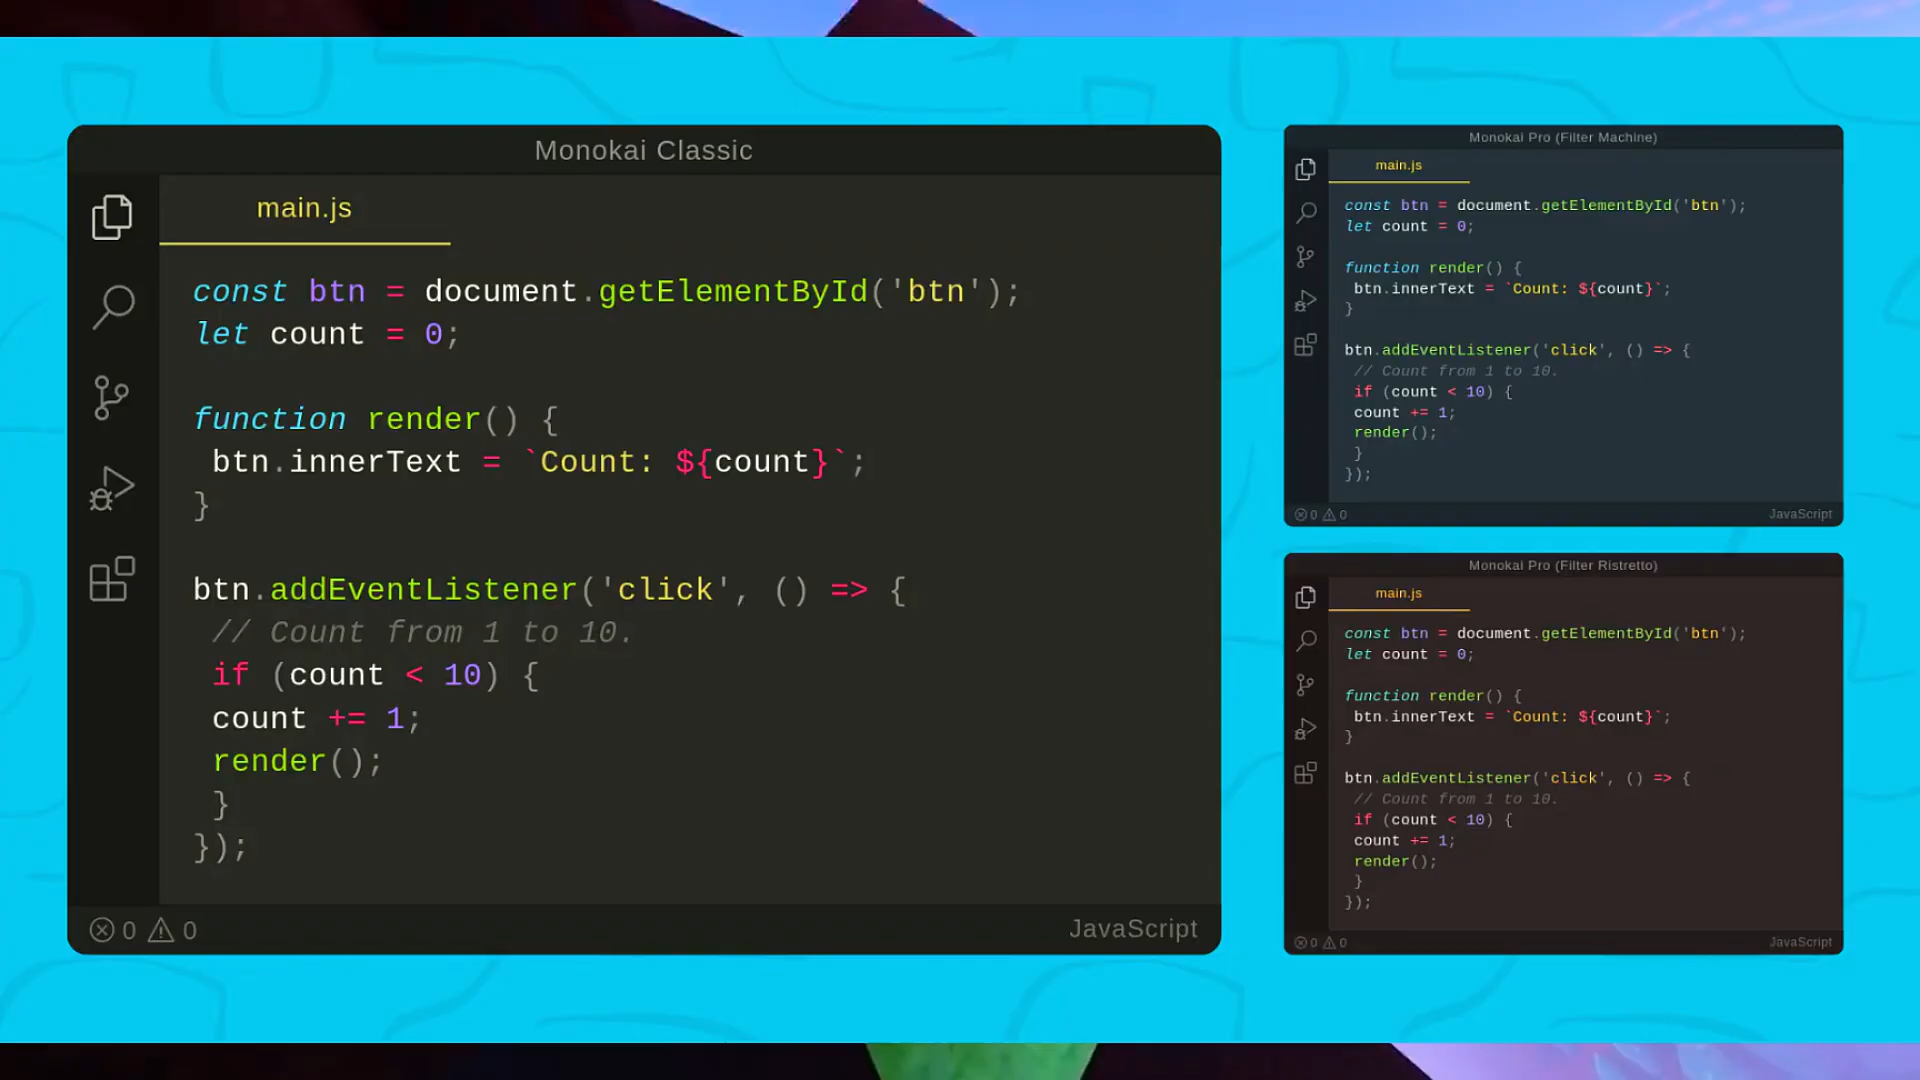 Monokai Classic
main.js
const btn = document.getElementById('btn');
let count = 0;
function render() {
btn.innerText = `Count: ${count}`;
}
btn.addEventListener('click', () => {
// Count from 1 to 10.
if (count < 10) {
count += 1;
render();
}
});
0 0
JavaScript
Monokai Pro (Filter Machine)
main.js
const btn = document.getElementById('btn');
let count = 0;
function render() {
btn.innerText = `Count: ${count}`;
}
btn.addEventListener('click', () => {
// Count from 1 to 10.
if (count < 10) {
count += 1;
render();
}
});
0 0
JavaScript
Monokai Pro (Filter Ristretto)
main.js
const btn = document.getElementById('btn');
let count = 0;
function render() {
btn.innerText = `Count: ${count}`;
}
btn.addEventListener('click', () => {
// Count from 1 to 10.
if (count < 10) {
count += 1;
render();
}
});
0 0
JavaScript